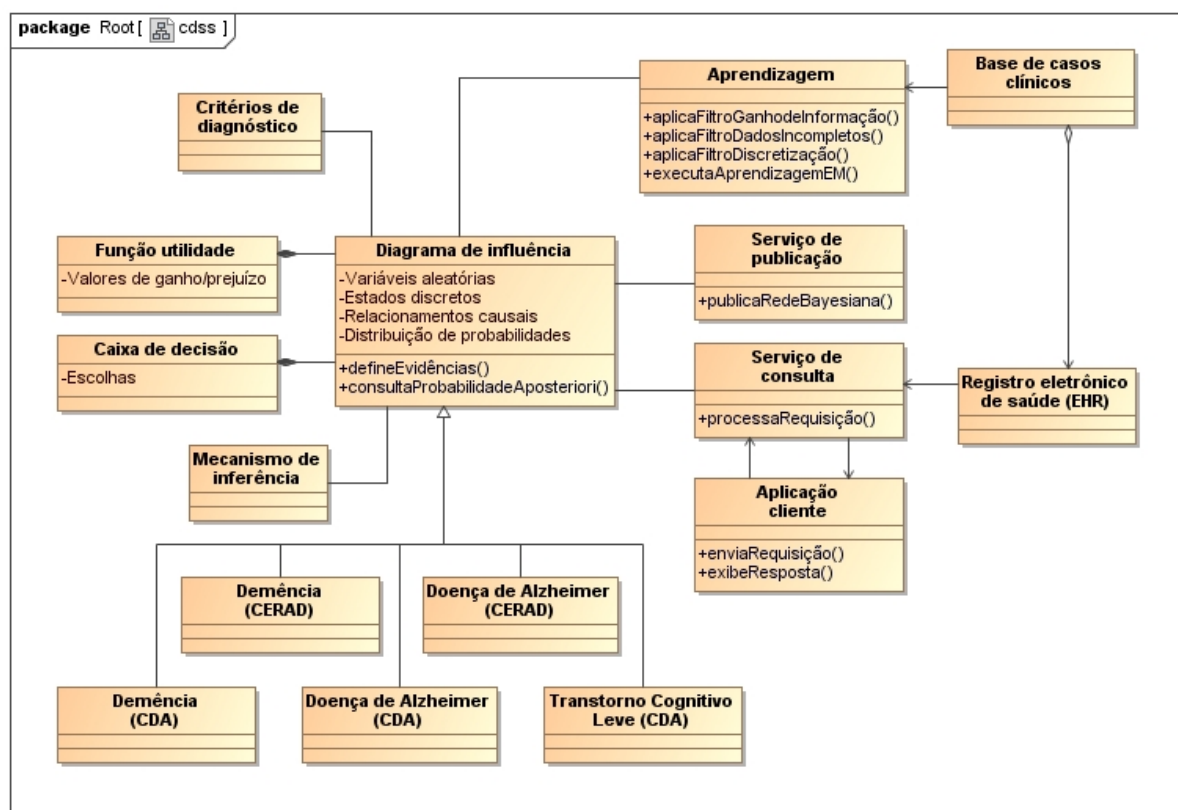 package Root [ cdss ]
Aprendizagem
+aplicaFiltroGanhodeInformação()
+aplicaFiltroDadosIncompletos()
+aplicaFiltroDiscretização()
+executaAprendizagemEM()
Base de casos
clínicos
Critérios de
diagnóstico
Função utilidade
-Valores de ganho/prejuízo
Diagrama de influência
-Variáveis aleatórias
-Estados discretos
-Relacionamentos causais
-Distribuição de probabilidades
+defineEvidências()
+consultaProbabilidadeAposteriori()
Serviço de
publicação
+publicaRedeBayesiana()
Caixa de decisão
-Escolhas
Serviço de
consulta
+processaRequisição()
Registro eletrônico
de saúde (EHR)
Mecanismo de
inferência
Aplicação
cliente
+enviaRequisição()
+exibeResposta()
Demência
(CERAD)
Doença de Alzheimer
(CERAD)
Demência
(CDA)
Doença de Alzheimer
(CDA)
Transtorno Cognitivo
Leve (CDA)